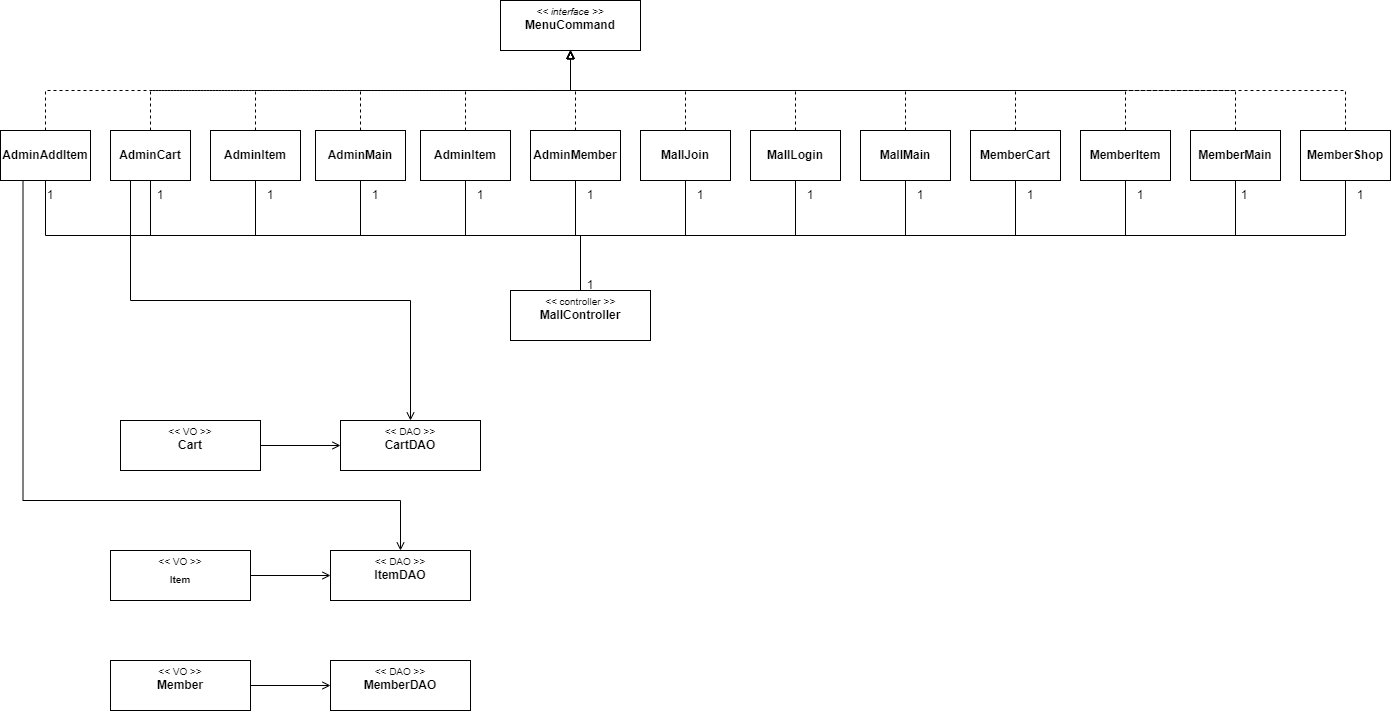 << interface >>
MenuCommand
AdminAddItem
AdminCart
AdminItem
AdminMain
AdminItem
AdminMember
MallJoin
MallLogin
MallMain
MemberCart
MemberItem
MemberMain
MemberShop
1
1
1
1
1
1
1
1
1
1
1
1
1
1
<< controller >>
MallController
<< VO >>
Cart
<< DAO >>
CartDAO
<< VO >>
Item
<< DAO >>
ItemDAO
<< VO >>
Member
<< DAO >>
MemberDAO